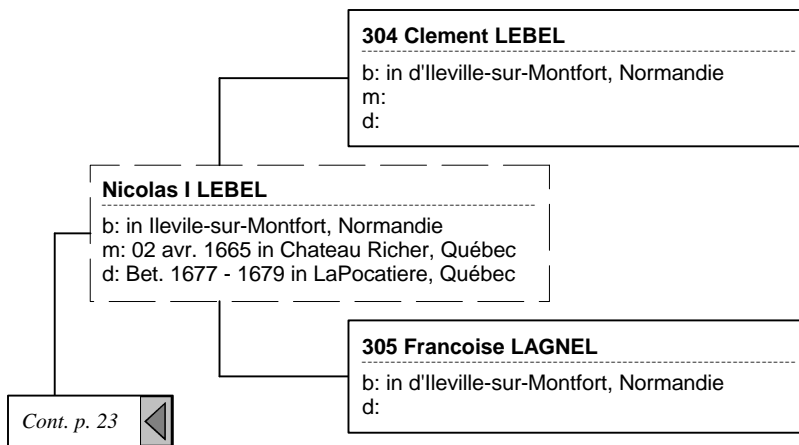 304 Clement LEBEL
b: in d'Ileville-sur-Montfort, Normandie
m:
d:
Nicolas I LEBEL
b: in Ilevile-sur-Montfort, Normandie
m: 02 avr. 1665 in Chateau Richer, Québec
d: Bet. 1677 - 1679 in LaPocatiere, Québec
305 Francoise LAGNEL
b: in d'Ileville-sur-Montfort, Normandie
d:
Cont. p. 23